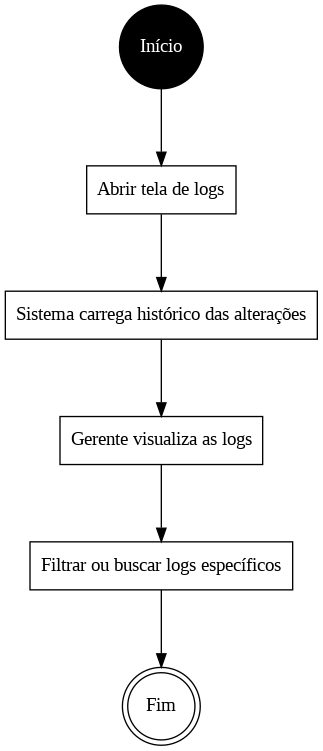 Início
Abrir tela de logs
Sistema carrega histórico das alterações
Gerente visualiza as logs
Filtrar ou buscar logs específicos
Fim